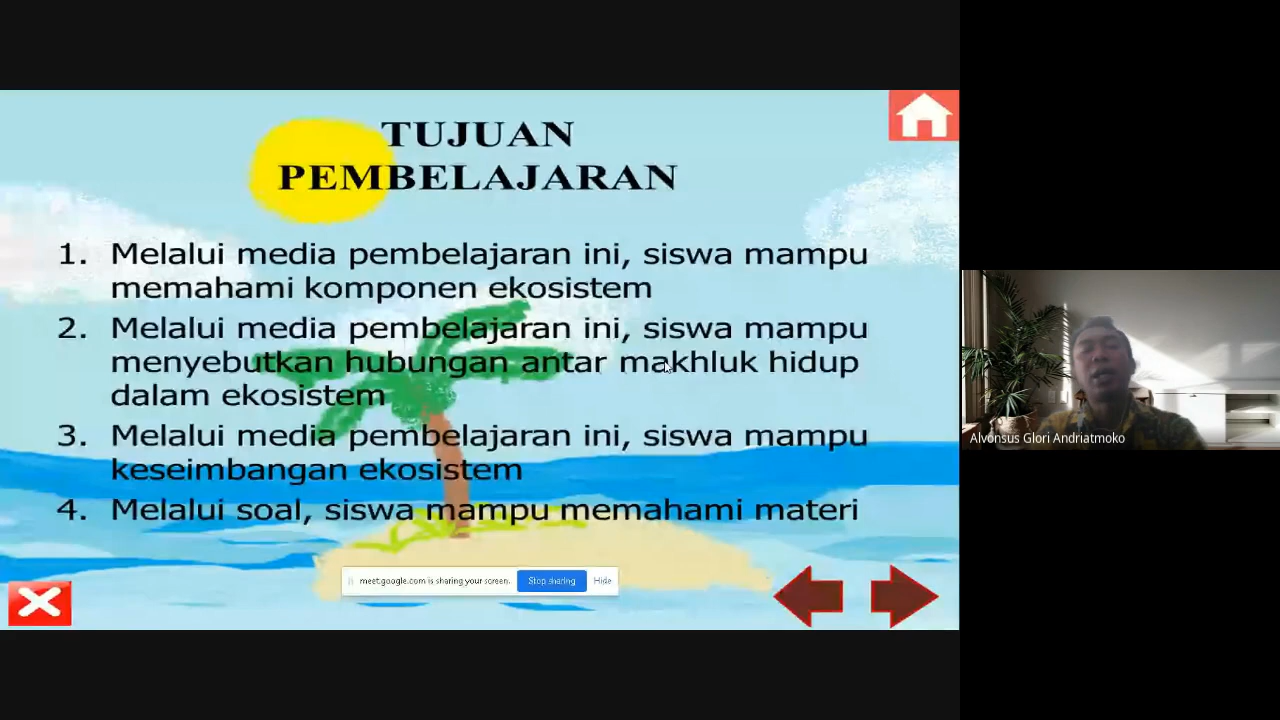 TUJUAN
PEMBELAJARAN
1. Melalui media pembelajaran ini, siswa mampu
memahami komponen ekosistem
2. Melalui media pembelajaran ini, siswa mampu
menyebutkan hubungan antar makhluk hidup
dalam ekosistem
3. Melalui media pembelajaran ini, siswa mampu
keseimbangan ekosistem
4. Melalui soal, siswa mampu memahami materi
meet.google.com is sharing your screen.
Stop sharing
Hide
Alvonsus Glori Andriatmoko